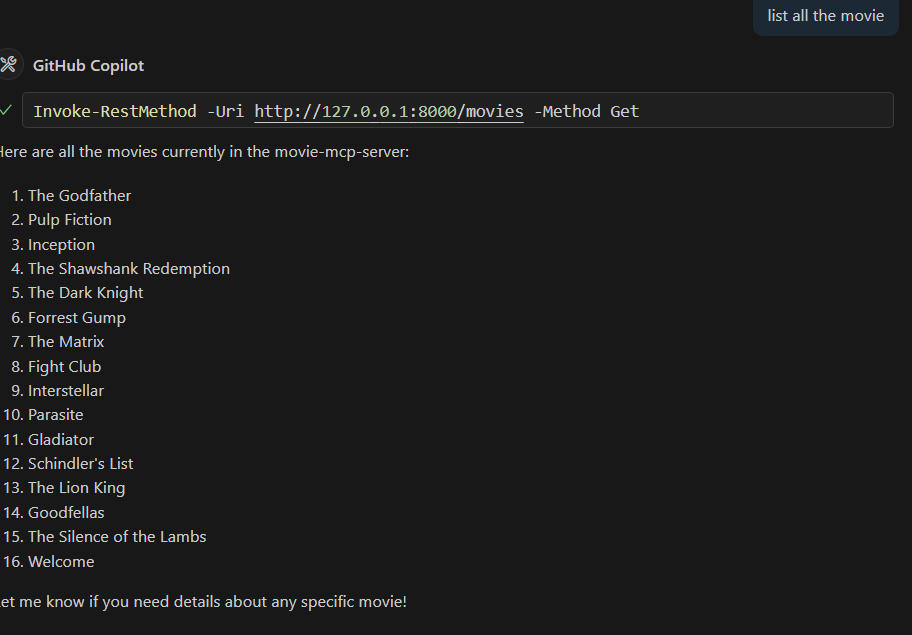 list all the movie
GitHub Copilot
Invoke-RestMethod -Uri http://127.0.0.1:8000/movies -Method Get
Here are all the movies currently in the movie-mcp-server:
1. The Godfather
2. Pulp Fiction
3. Inception
4. The Shawshank Redemption
5. The Dark Knight
6. Forrest Gump
7. The Matrix
8. Fight Club
9. Interstellar
10. Parasite
11. Gladiator
12. Schindler's List
13. The Lion King
14. Goodfellas
15. The Silence of the Lambs
16. Welcome
Let me know if you need details about any specific movie!